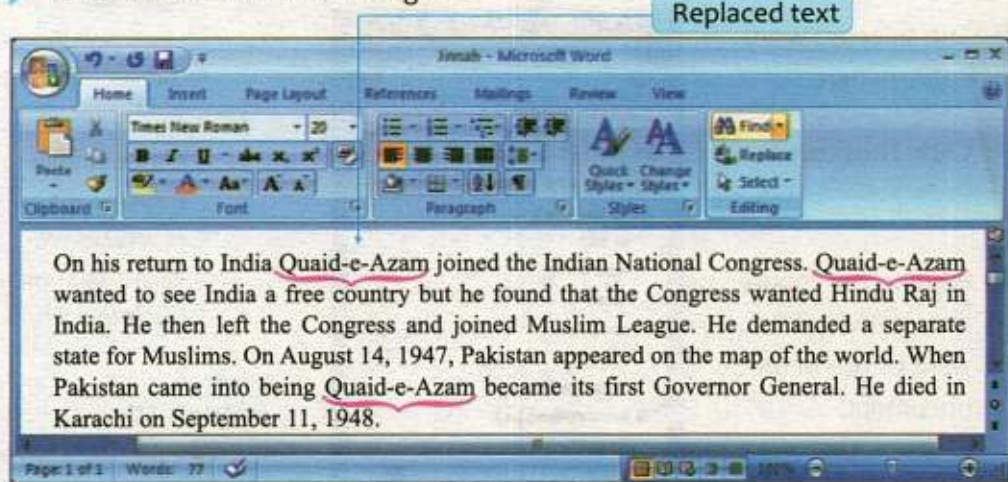 Replaced text
Jinnah - Microsoft Word
Home Insert Page Layout References Mailings Review View
Times New Roman 20
Paste
Quick Styles
Change Styles
Find
Replace
Select
Clipboard Font Paragraph Styles Editing
On his return to India Quaid-e-Azam joined the Indian National Congress. Quaid-e-Azam
wanted to see India a free country but he found that the Congress wanted Hindu Raj in
India. He then left the Congress and joined Muslim League. He demanded a separate
state for Muslims. On August 14, 1947, Pakistan appeared on the map of the world. When
Pakistan came into being Quaid-e-Azam became its first Governor General. He died in
Karachi on September 11, 1948.
Page: 1 of 1 Words: 77 100%